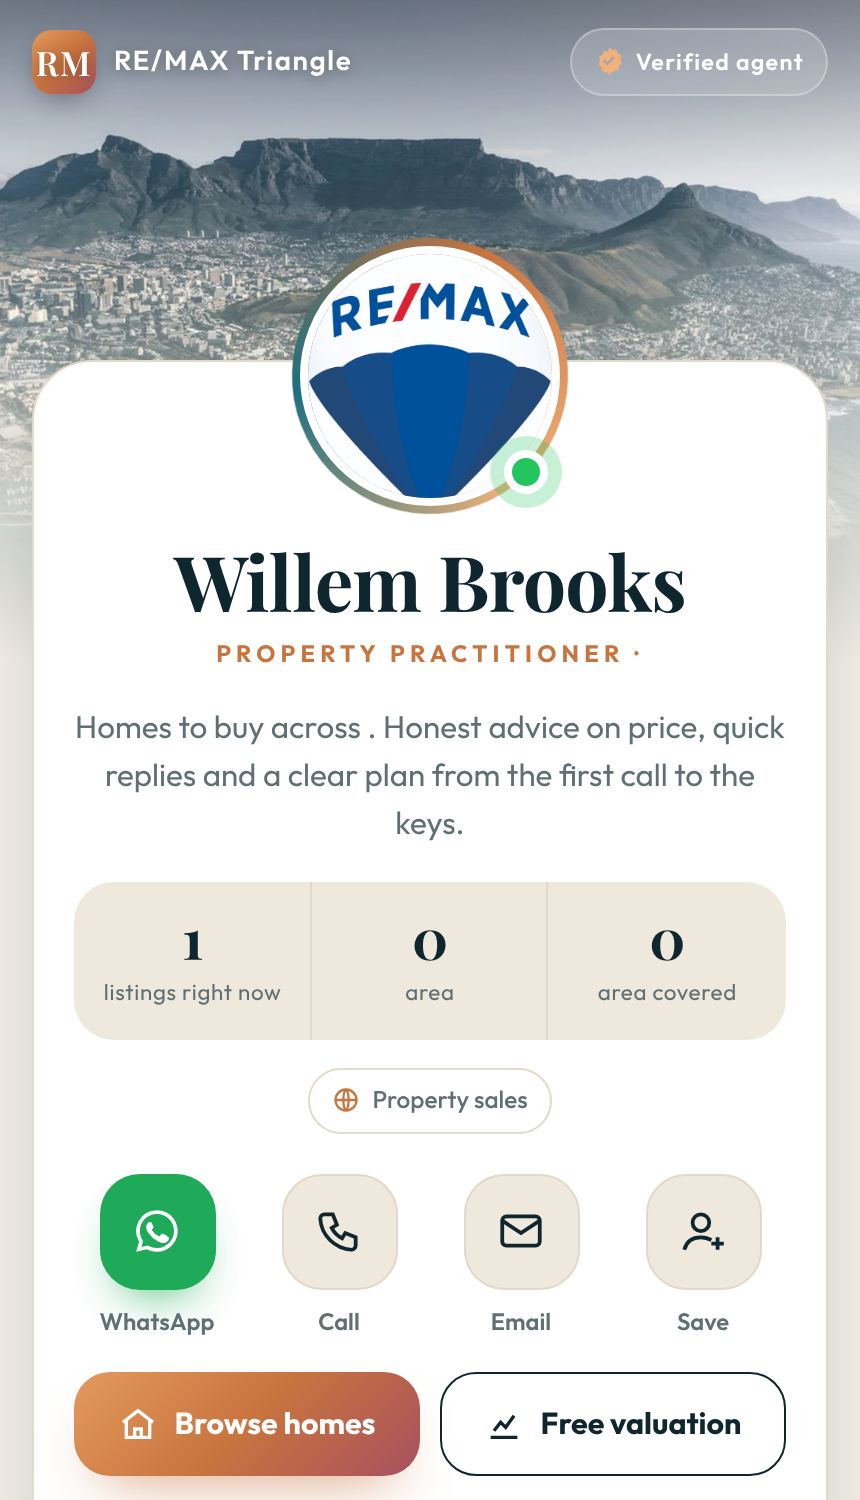 RM
RE/MAX Triangle
Verified agent
RE/MAX
Willem Brooks
PROPERTY PRACTITIONER ·
Homes to buy across . Honest advice on price, quick
replies and a clear plan from the first call to the
keys.
1
listings right now
0
area
0
area covered
Property sales
WhatsApp
Call
Email
Save
Browse homes
Free valuation